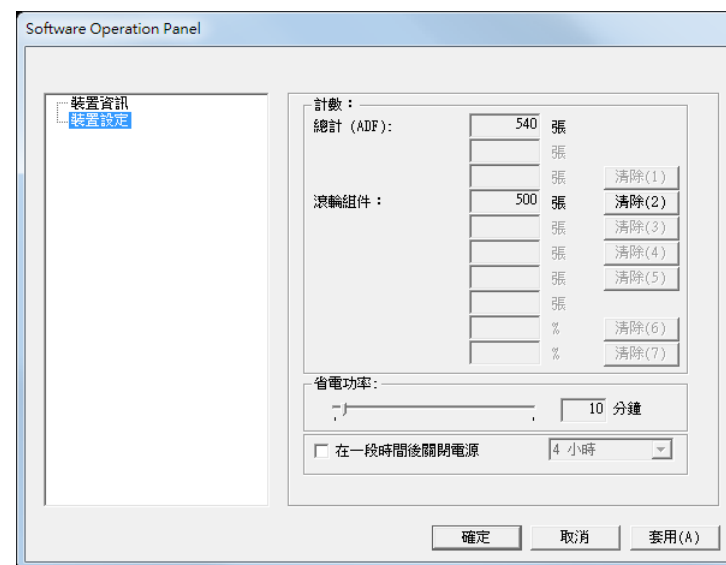 Software Operation Panel
裝置資訊
裝置設定
計數：
總計 (ADF): 540 張
張
張 清除(1)
滾輪組件： 500 張 清除(2)
張 清除(3)
張 清除(4)
張 清除(5)
張
% 清除(6)
% 清除(7)
省電功率:
10 分鐘
在一段時間後關閉電源 4 小時
確定 取消 套用(A)